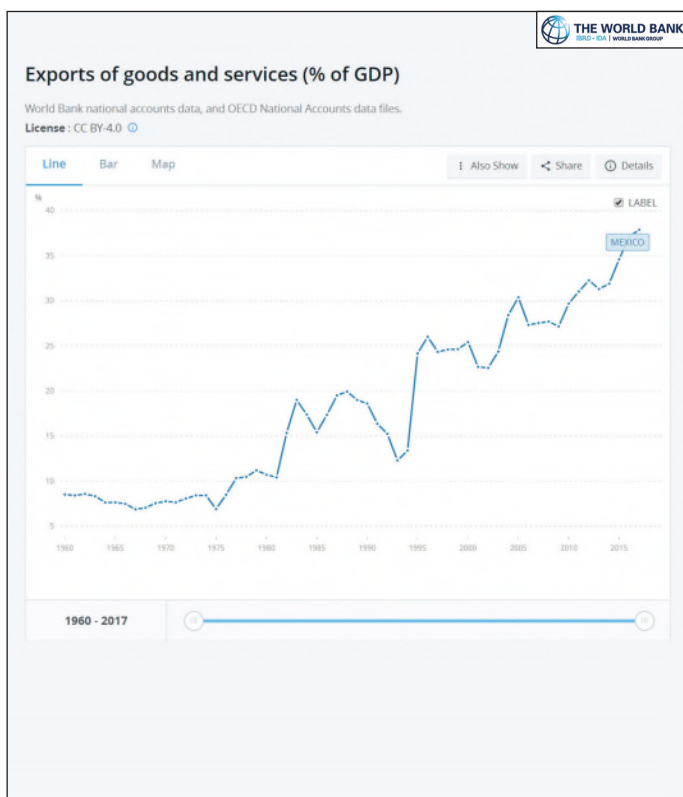 THE WORLD BANK
IBRD • IDA | WORLD BANK GROUP
Exports of goods and services (% of GDP)
World Bank national accounts data, and OECD National Accounts data files.
License : CC BY-4.0
Line Bar Map Also Show Share Details
% LABEL
40
MEXICO
35
30
25
20
15
10
5
1960 1965 1970 1975 1980 1985 1990 1995 2000 2005 2010 2015
1960 - 2017